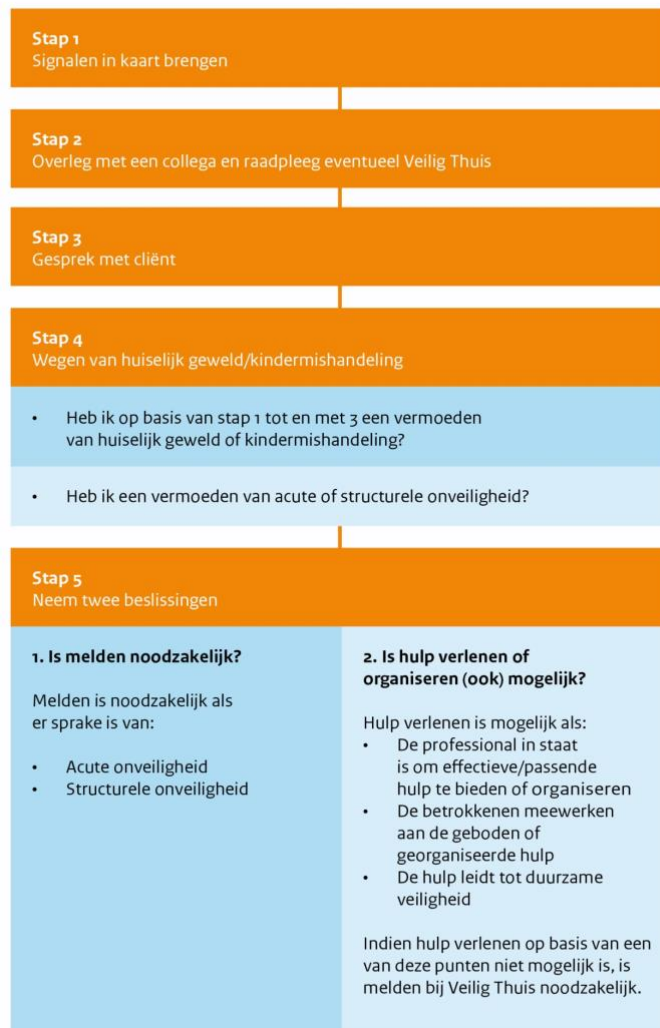 Stap 1
Signalen in kaart brengen
Stap 2
Overleg met een collega en raadpleeg eventueel Veilig Thuis
Stap 3
Gesprek met cliënt
Stap 4
Wegen van huiselijk geweld/kindermishandeling
• Heb ik op basis van stap 1 tot en met 3 een vermoeden
van huiselijk geweld of kindermishandeling?
• Heb ik een vermoeden van acute of structurele onveiligheid?
Stap 5
Neem twee beslissingen
1. Is melden noodzakelijk?
Melden is noodzakelijk als
er sprake is van:
• Acute onveiligheid
• Structurele onveiligheid
2. Is hulp verlenen of
organiseren (ook) mogelijk?
Hulp verlenen is mogelijk als:
• De professional in staat
is om effectieve/passende
hulp te bieden of organiseren
• De betrokkenen meewerken
aan de geboden of
georganiseerde hulp
• De hulp leidt tot duurzame
veiligheid
Indien hulp verlenen op basis van een
van deze punten niet mogelijk is, is
melden bij Veilig Thuis noodzakelijk.